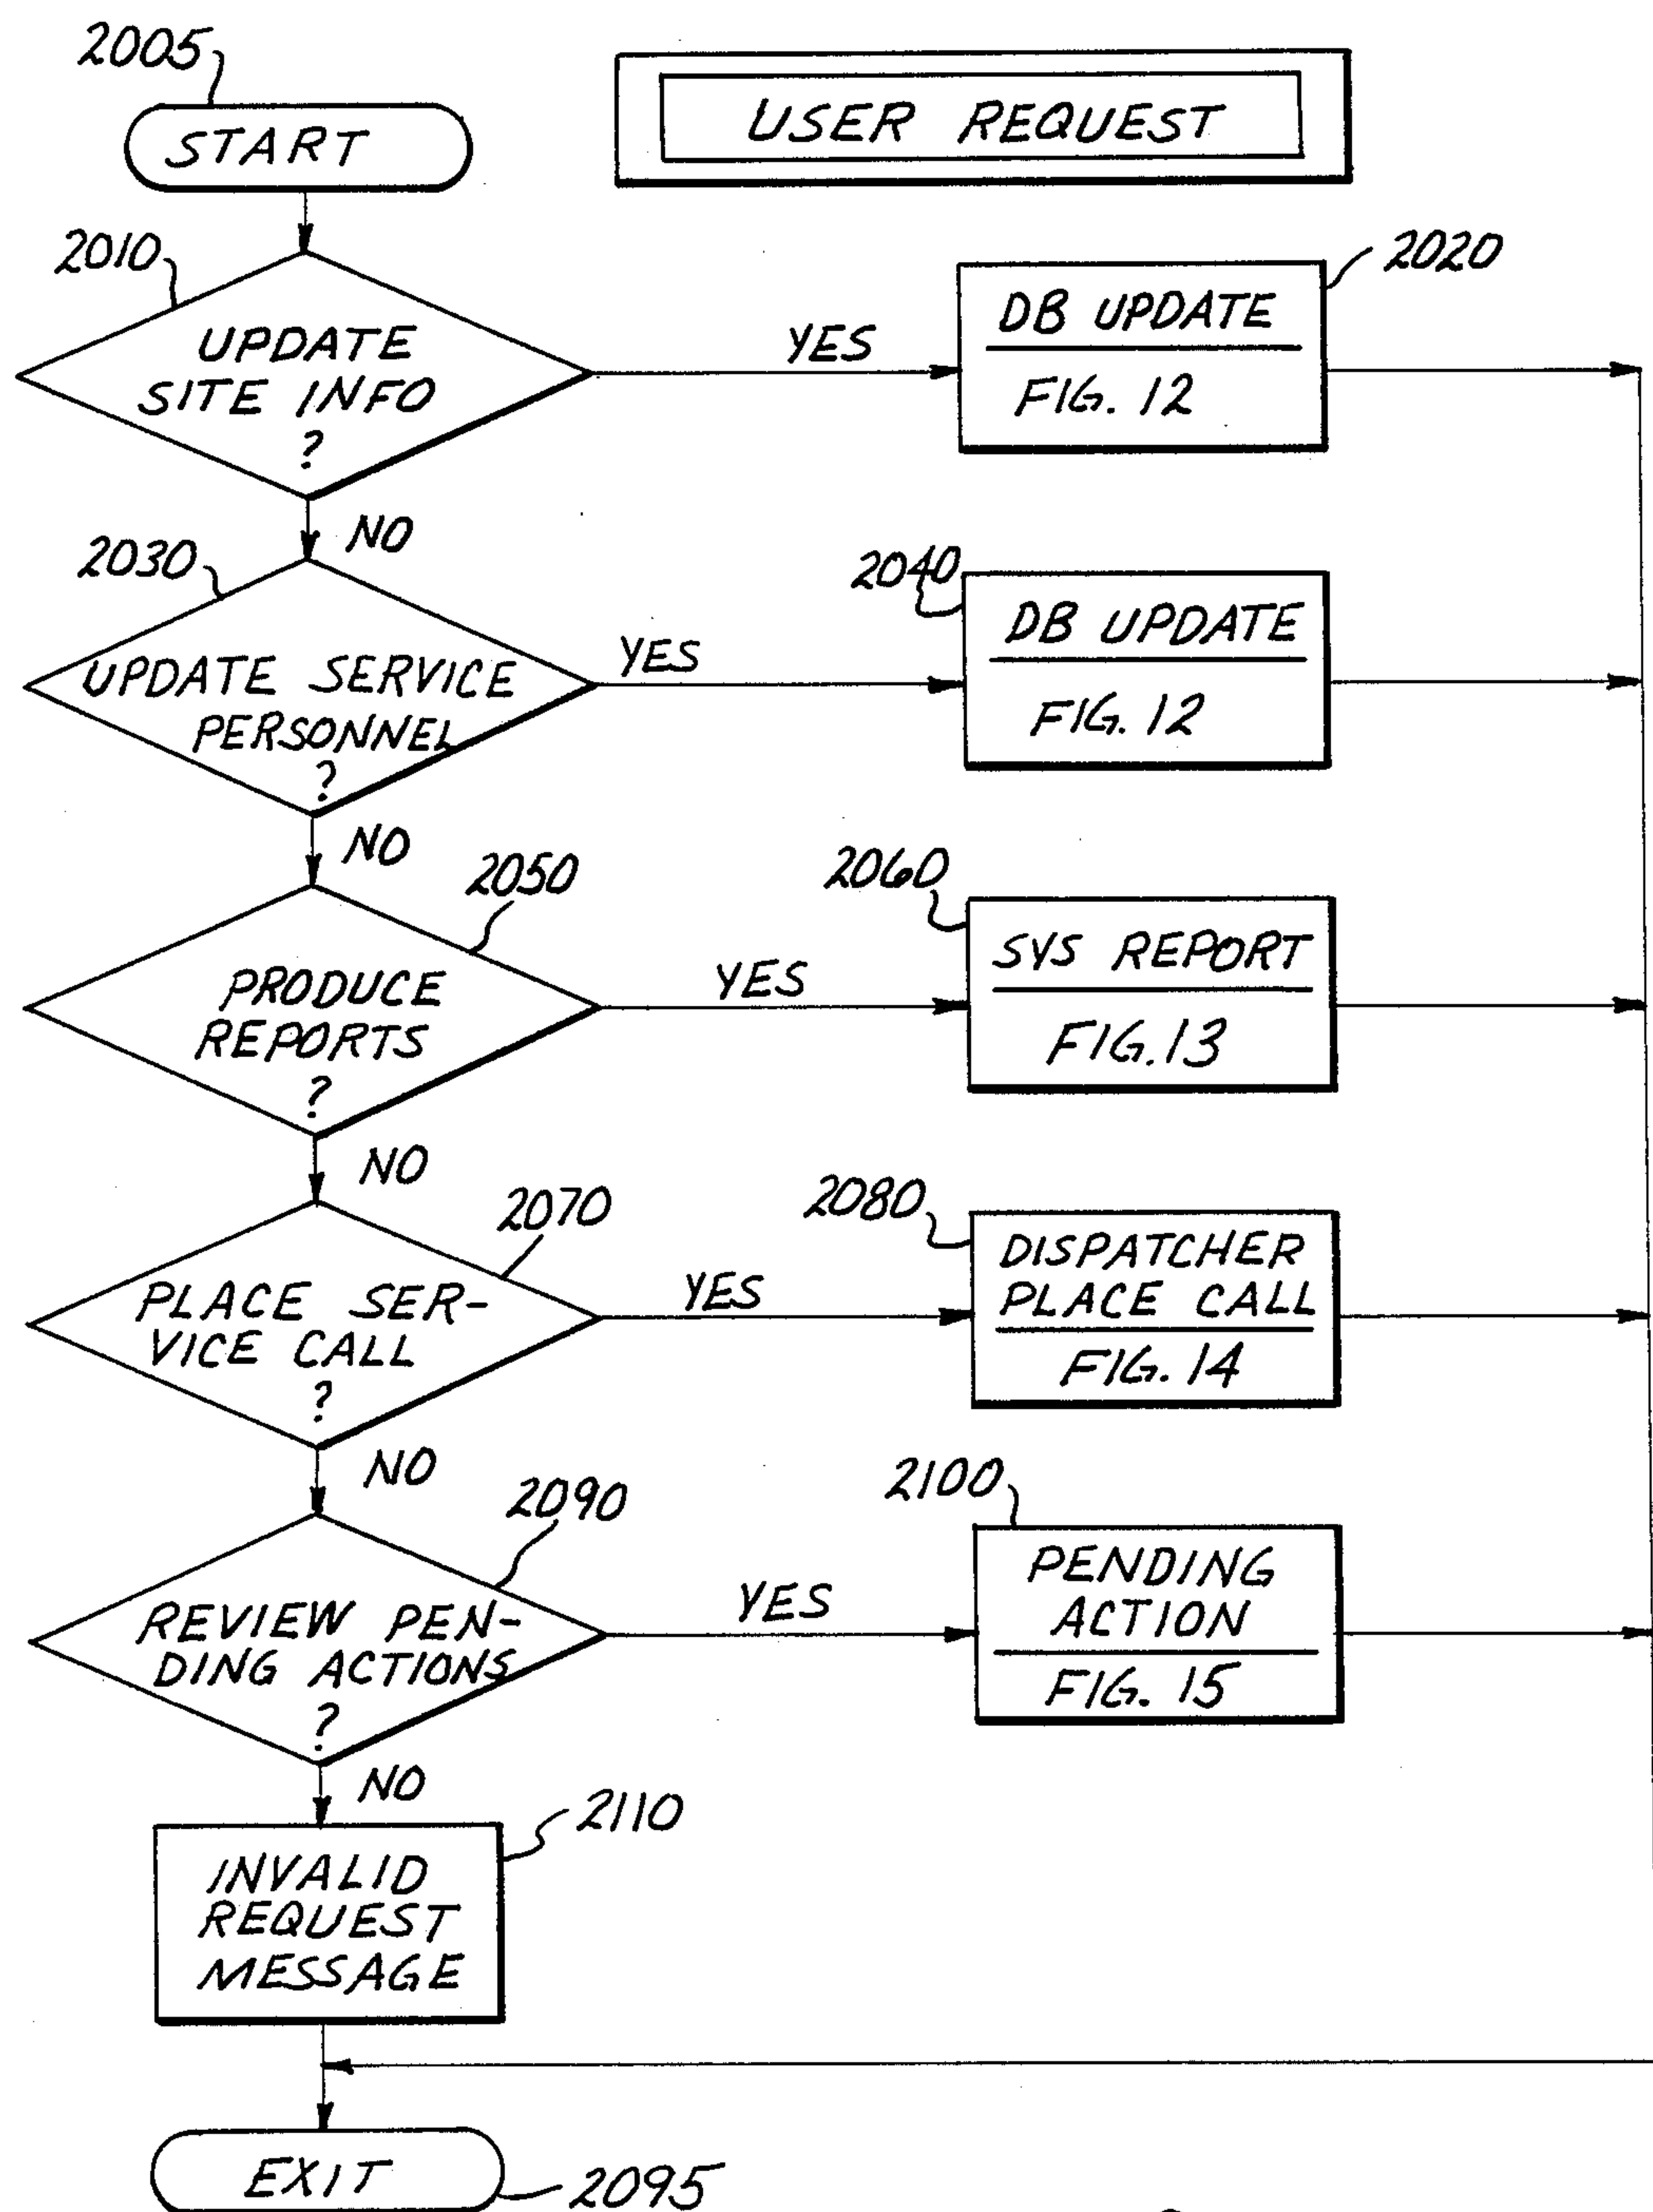 2005
START
USER REQUEST
2010
UPDATE
SITE INFO
?
YES
DB UPDATE
FIG. 12
2020
NO
2030
UPDATE SERVICE
PERSONNEL
?
YES
2040
DB UPDATE
FIG. 12
NO
2050
PRODUCE
REPORTS
?
YES
2060
SYS REPORT
FIG. 13
NO
2070
PLACE SER-
VICE CALL
?
YES
2080
DISPATCHER
PLACE CALL
FIG. 14
NO
2090
REVIEW PEN-
DING ACTIONS
?
YES
2100
PENDING
ACTION
FIG. 15
NO
2110
INVALID
REQUEST
MESSAGE
EXIT
2095